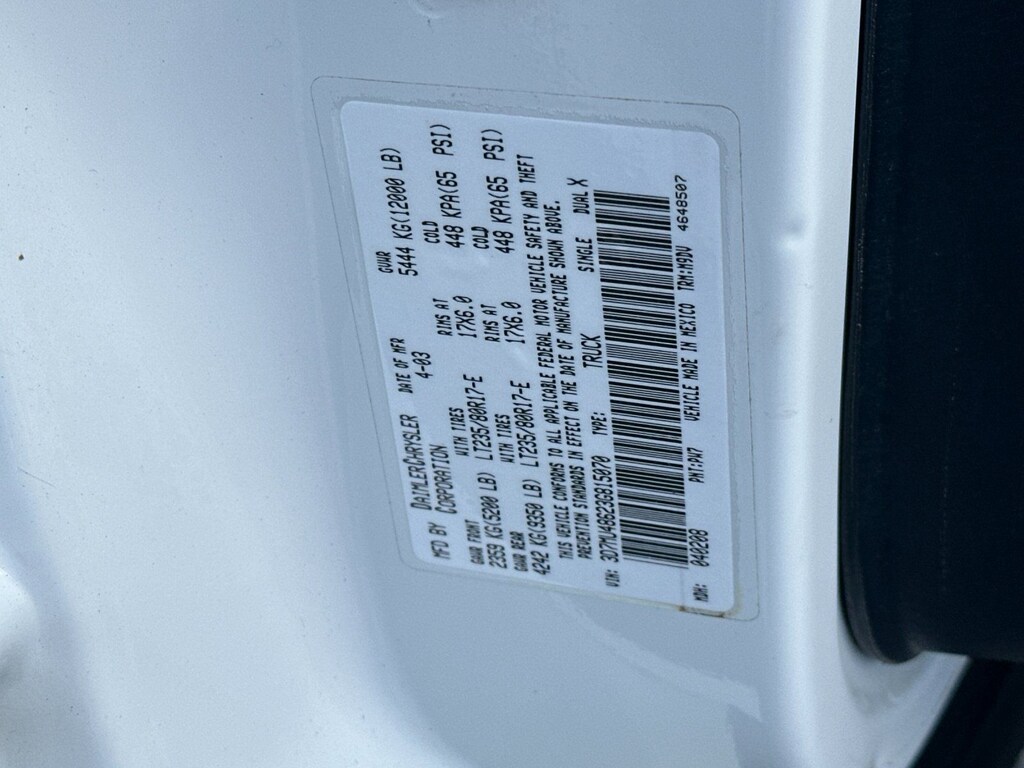 MFD BY DAIMLERCHRYSLER CORPORATION DATE OF MFR 4-03 GVWR 5444 KG(12000 LB)
GAWR FRONT WITH TIRES RIMS AT COLD
2359 KG(5200 LB) LT235/80R17-E 17X6.0 448 KPA(65 PSI)
GAWR REAR WITH TIRES RIMS AT COLD
4242 KG(9350 LB) LT235/80R17-E 17X6.0 448 KPA(65 PSI)
THIS VEHICLE CONFORMS TO ALL APPLICABLE FEDERAL MOTOR VEHICLE SAFETY AND THEFT
PREVENTION STANDARDS IN EFFECT ON THE DATE OF MANUFACTURE SHOWN ABOVE.
VIN: 3D7MU48623G815070 TYPE: TRUCK SINGLE DUAL X
MDH: 040208 PNT:PW7 VEHICLE MADE IN MEXICO TRM:M9DV 4648507